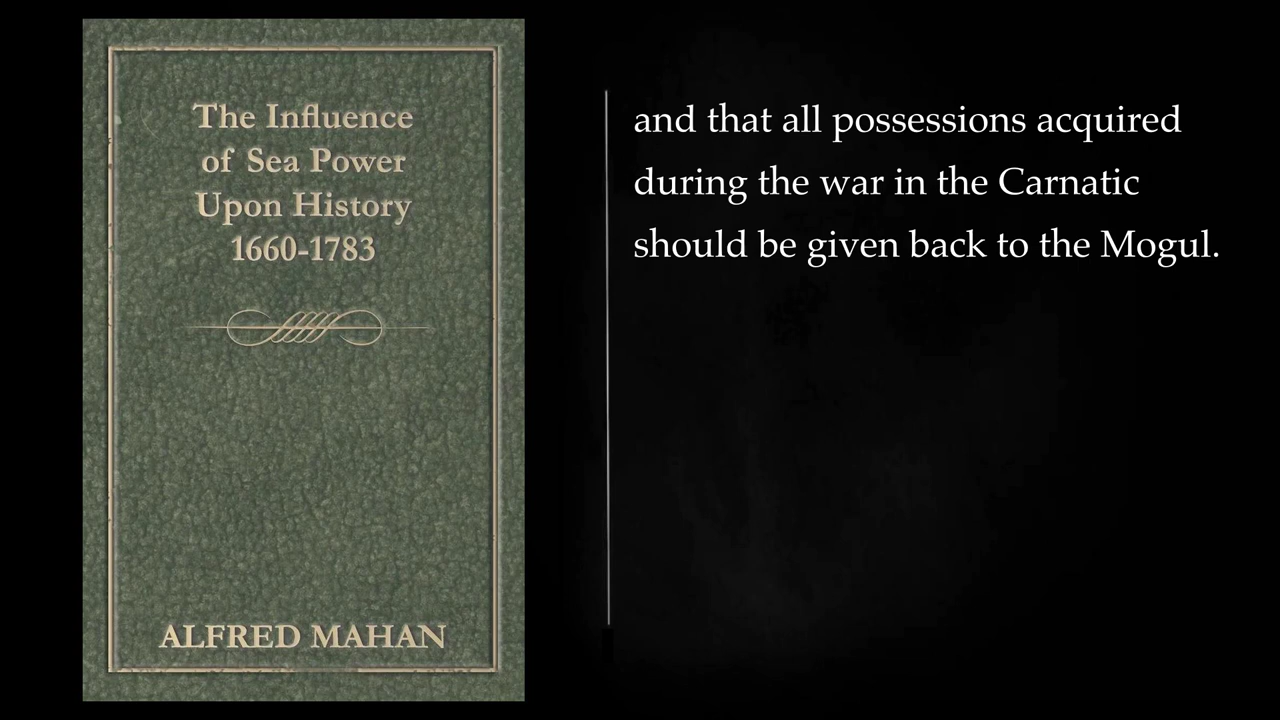 The Influence
of Sea Power
Upon History
1660-1783
ALFRED MAHAN
and that all possessions acquired
during the war in the Carnatic
should be given back to the Mogul.